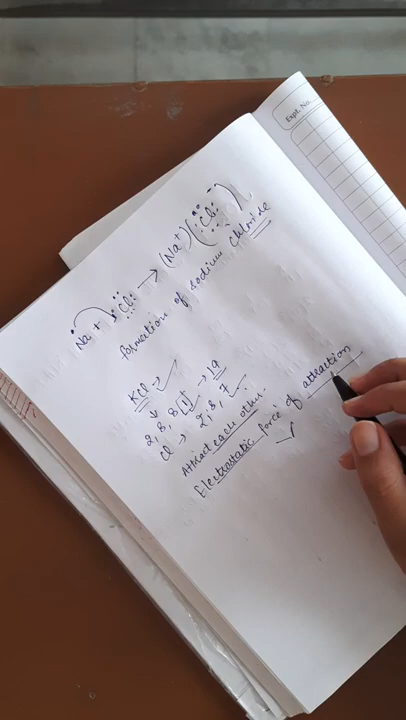 Na + Cl → (Na⁺) (Cl⁻)
formation of sodium chloride
KCl →
2, 8, 8 [1] → 19
Cl → 2, 8, 7
Attract each other.
Electrostatic force of attraction
Expt. No.